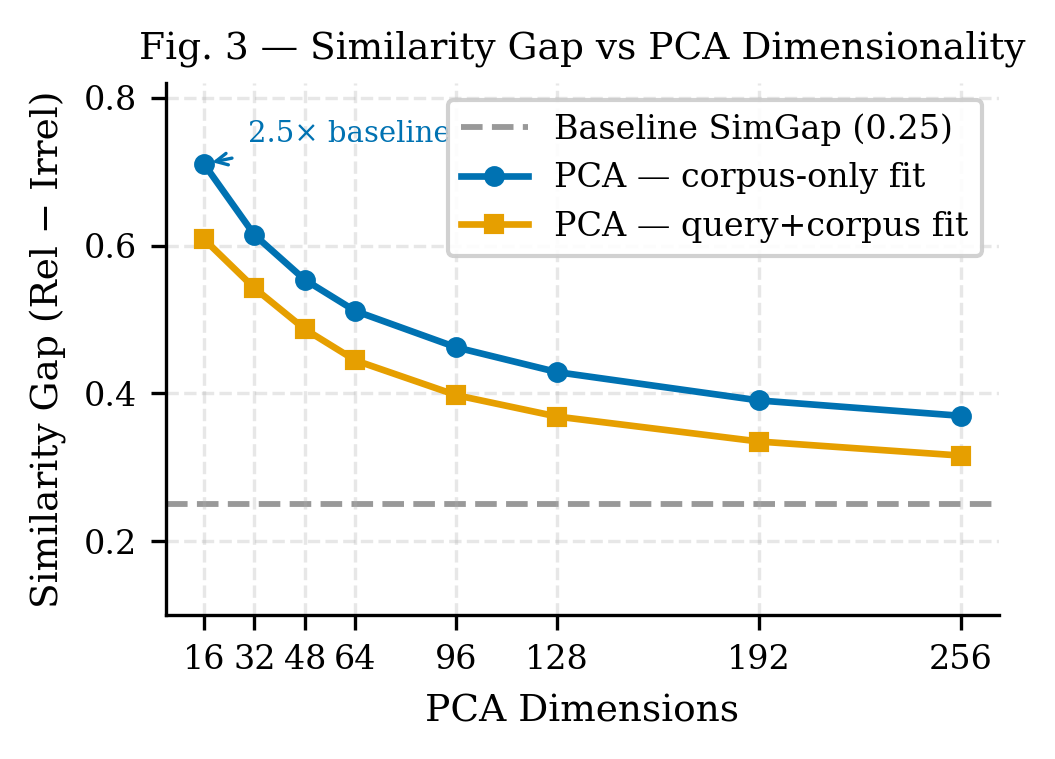 Fig. 3 — Similarity Gap vs PCA Dimensionality
Similarity Gap (Rel − Irrel)
0.8
0.6
0.4
0.2
2.5× baseline
Baseline SimGap (0.25)
PCA — corpus-only fit
PCA — query+corpus fit
16 32 48 64 96 128 192 256
PCA Dimensions